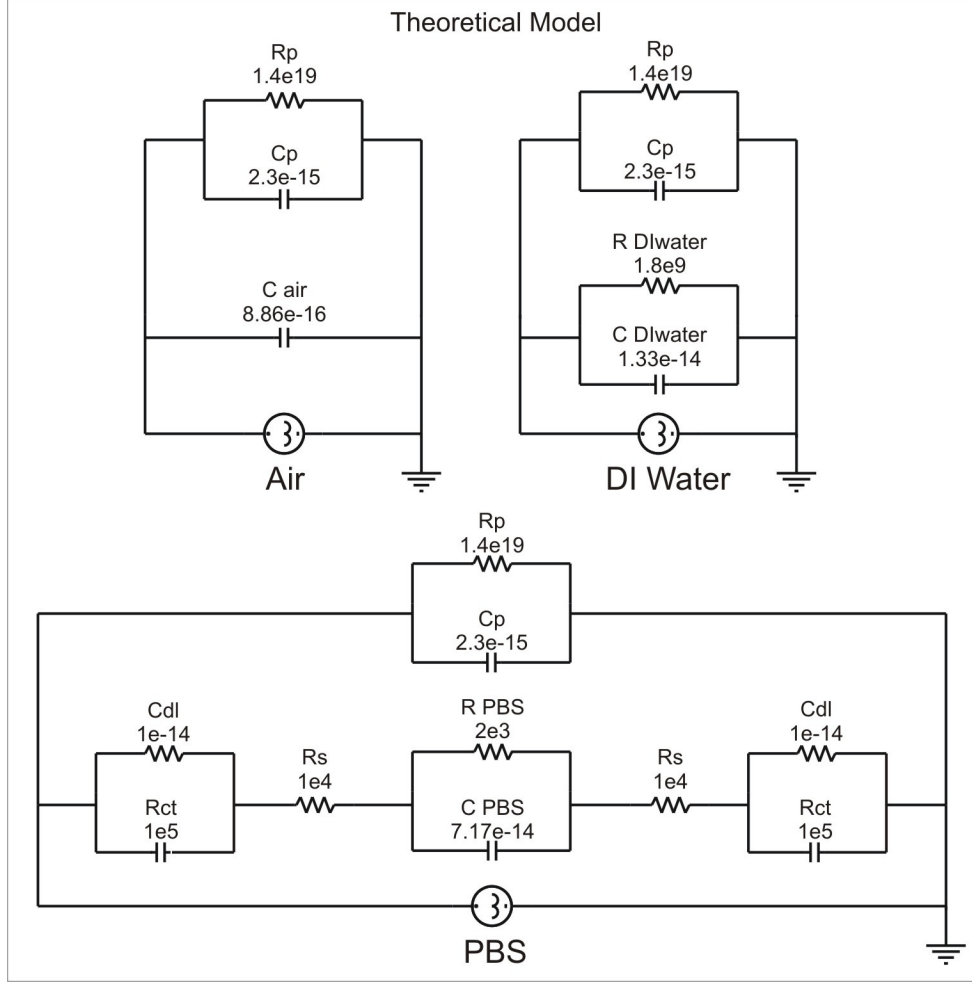 Theoretical Model
Rp
1.4e19
Cp
2.3e-15
C air
8.86e-16
Air
Rp
1.4e19
Cp
2.3e-15
R DIwater
1.8e9
C DIwater
1.33e-14
DI Water
Rp
1.4e19
Cp
2.3e-15
Cdl
1e-14
Rct
1e5
Rs
1e4
R PBS
2e3
C PBS
7.17e-14
Rs
1e4
Cdl
1e-14
Rct
1e5
PBS